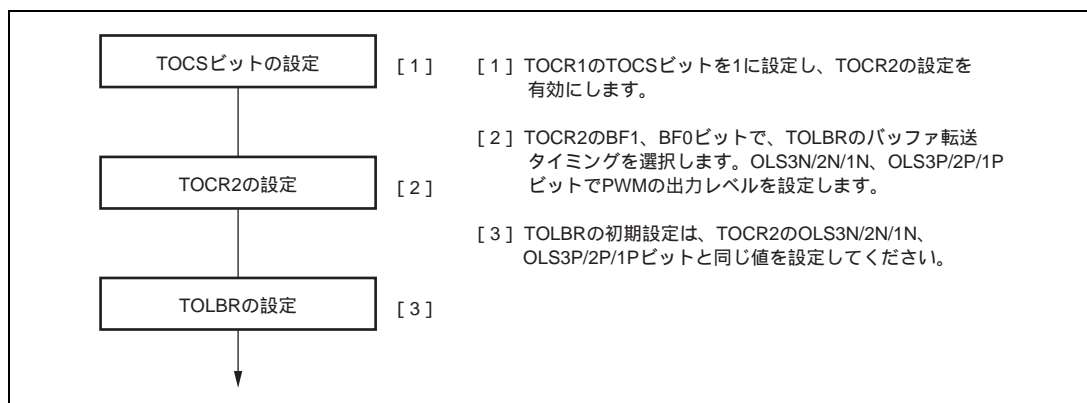 TOCSビットの設定
[1]
[1] TOCR1のTOCSビットを1に設定し、TOCR2の設定を
有効にします。
[2] TOCR2のBF1、BF0ビットで、TOLBRのバッファ転送
タイミングを選択します。OLS3N/2N/1N、OLS3P/2P/1P
ビットでPWMの出力レベルを設定します。
TOCR2の設定
[2]
[3] TOLBRの初期設定は、TOCR2のOLS3N/2N/1N、
OLS3P/2P/1Pビットと同じ値を設定してください。
TOLBRの設定
[3]